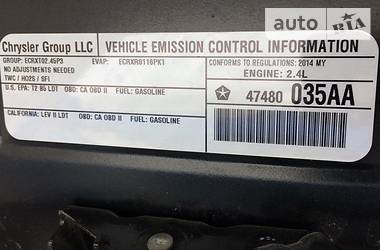 auto RIA
Chrysler Group LLC VEHICLE EMISSION CONTROL INFORMATION
GROUP: ECRXT02.45P3 EVAP: ECRXR0116PK1 CONFORMS TO REGULATIONS: 2014 MY
NO ADJUSTMENTS NEEDED
TWC / HO2S / SFI ENGINE: 2.4L
U.S. EPA: T2 B5 LDT OBD: CA OBD II FUEL: GASOLINE
47480 035AA
CALIFORNIA: LEV II LDT OBD: CA OBD II FUEL: GASOLINE